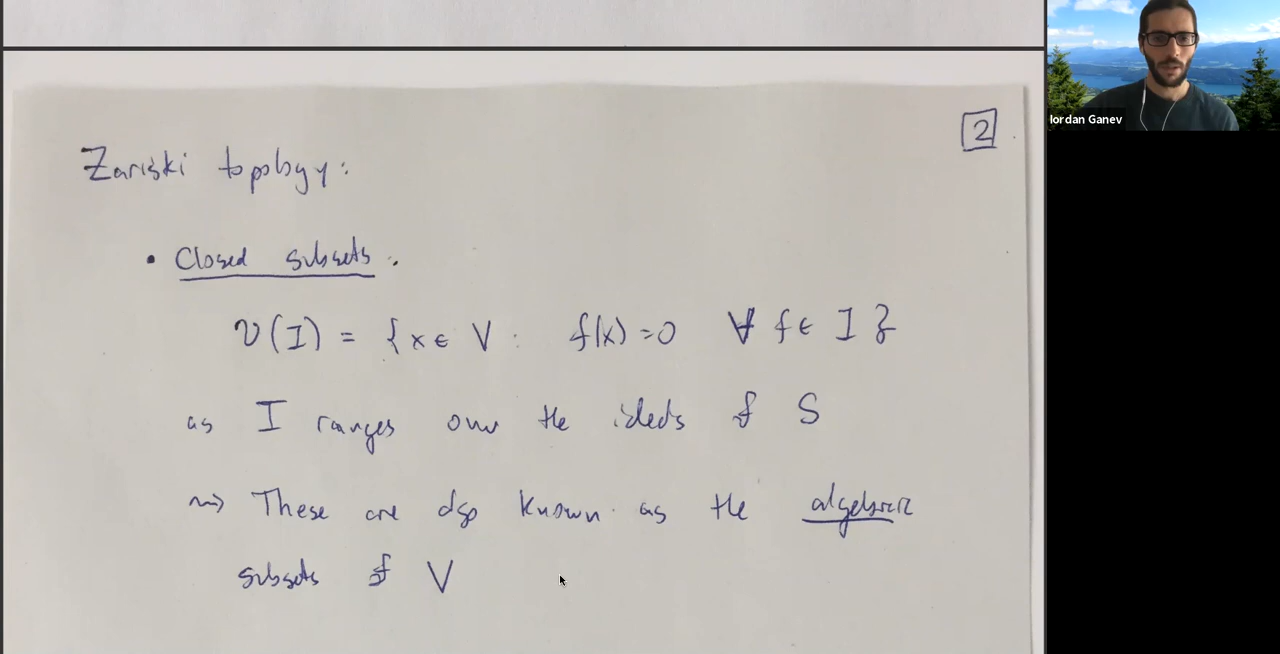 2
Zariski topology:
• Closed subsets.
V(I) = {x ∈ V : f(x)=0 ∀ f ∈ I}
as I ranges over the ideals of S
⇝ These are also known as the algebraic
subsets of V
Iordan Ganev